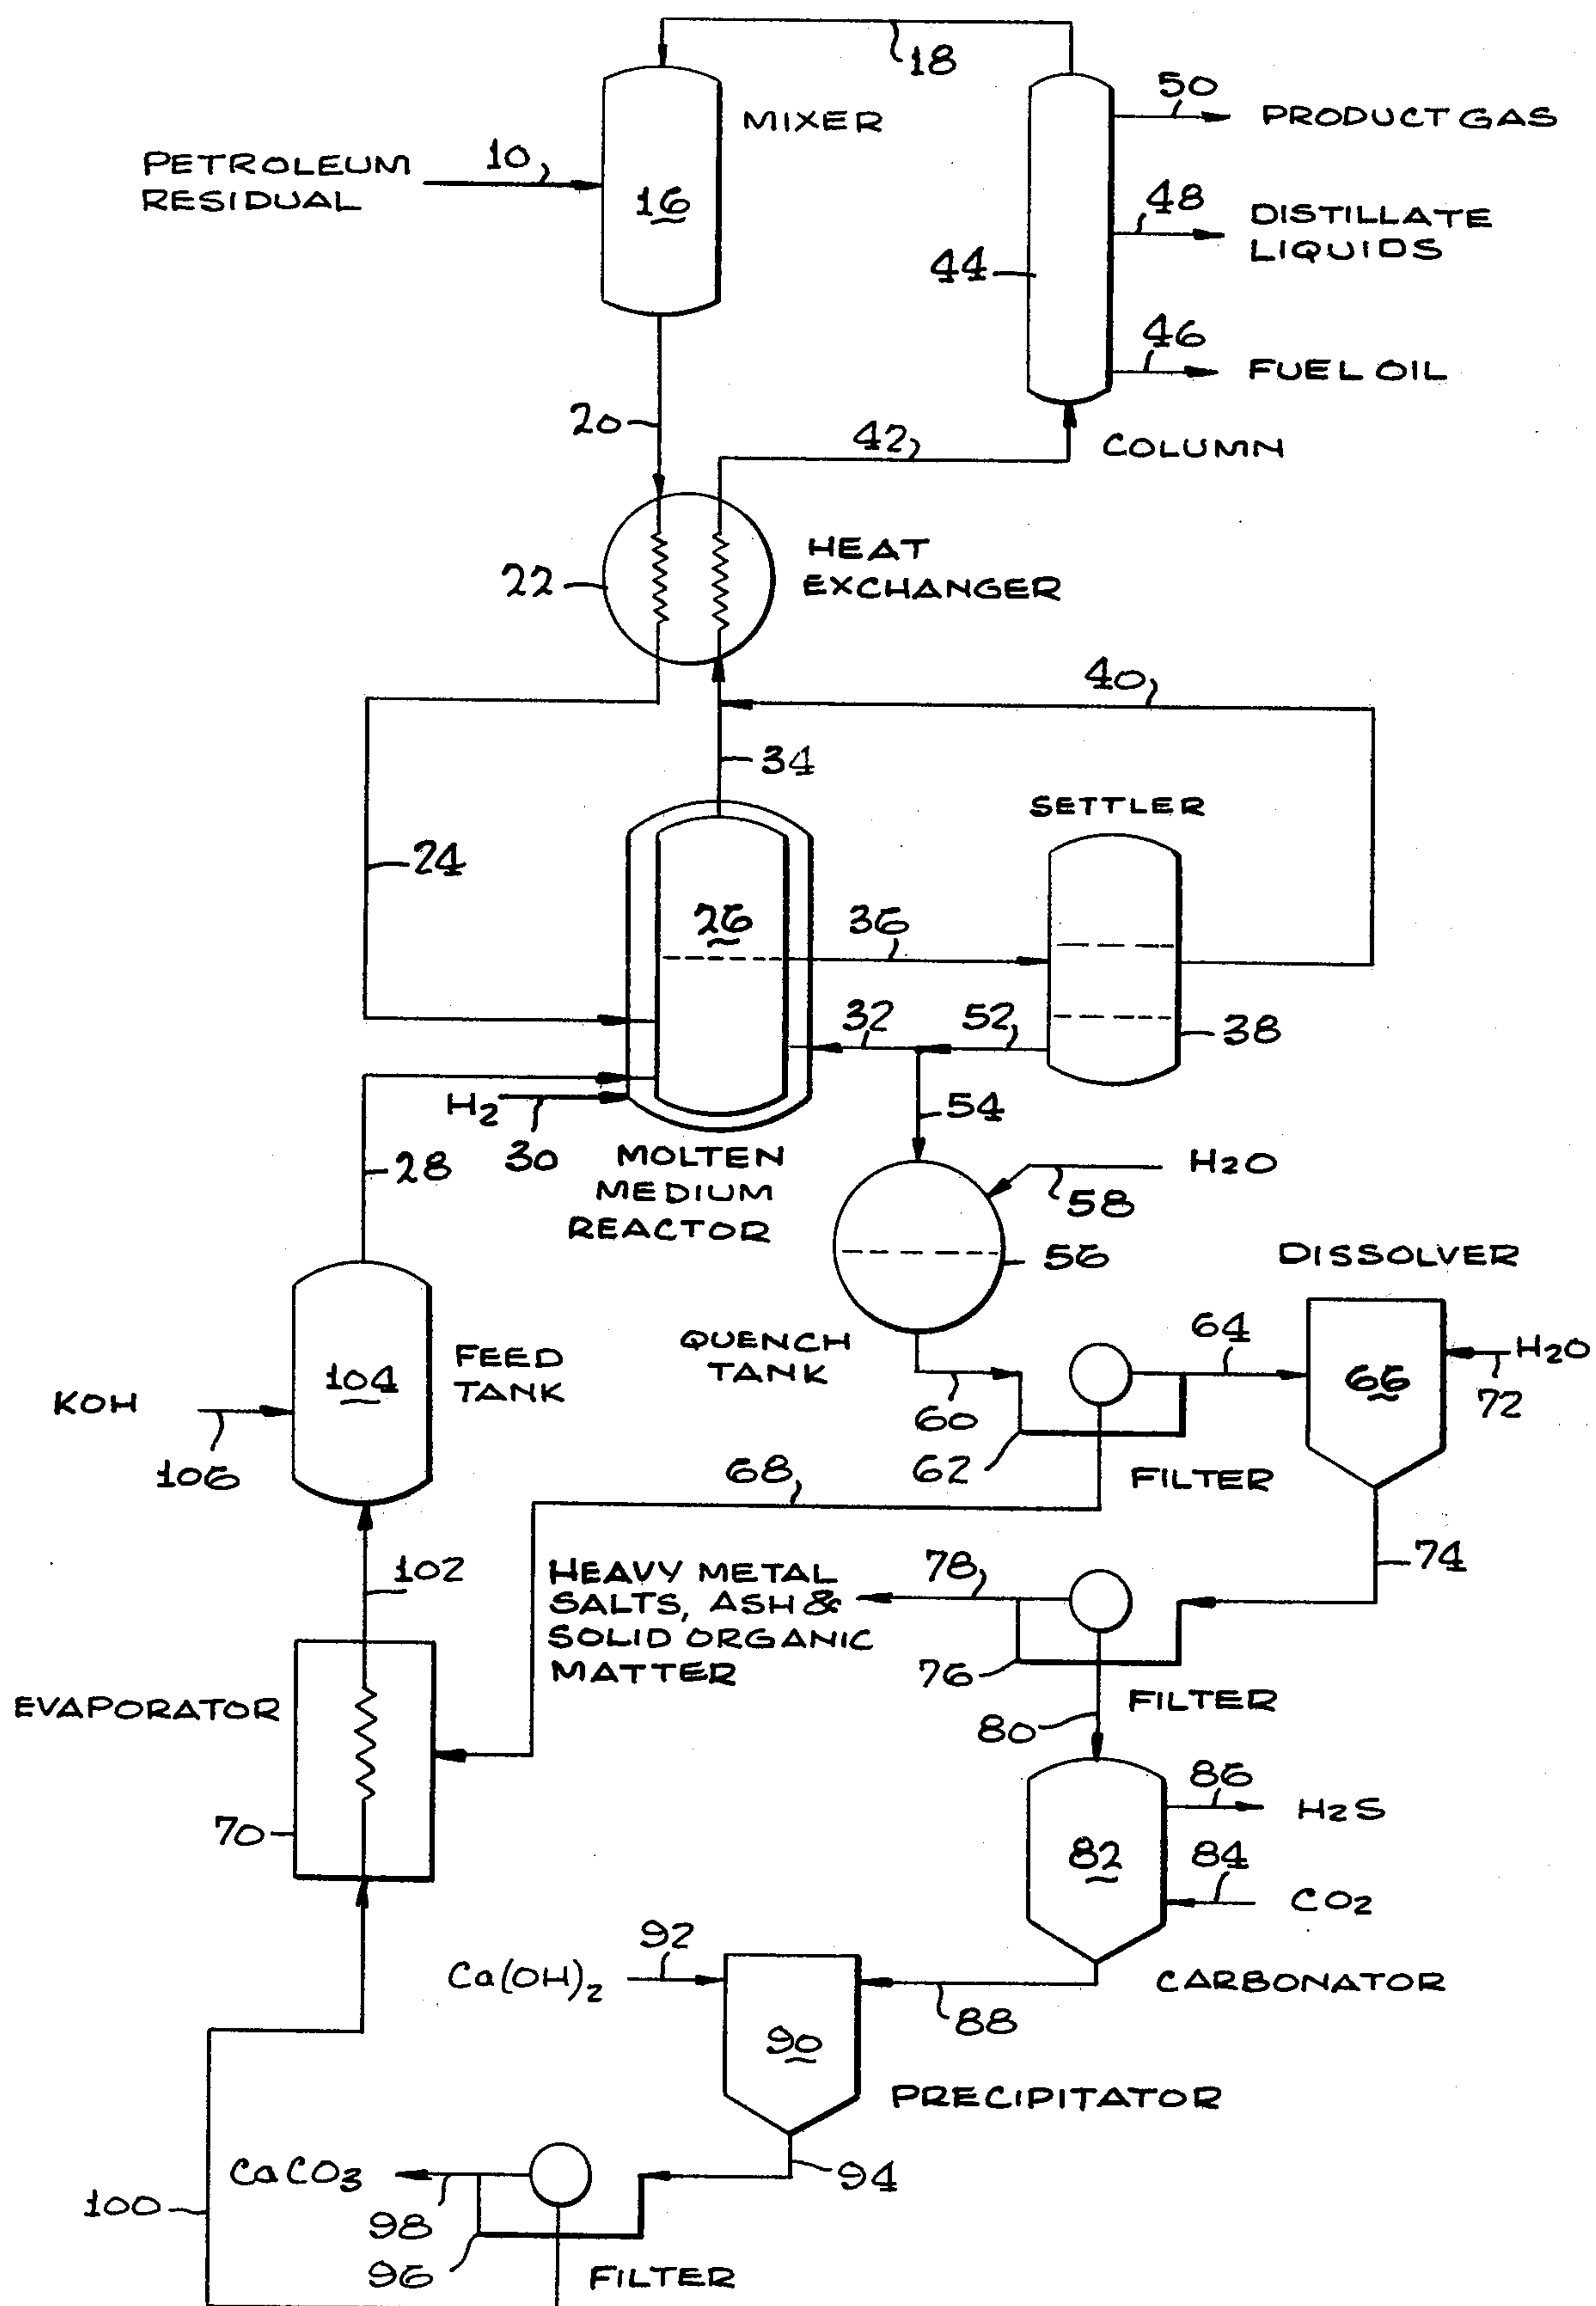 18
50
PRODUCT GAS
MIXER
PETROLEUM
RESIDUAL
10
16
48
DISTILLATE
LIQUIDS
44
46
FUEL OIL
20
42
COLUMN
HEAT
EXCHANGER
22
40
34
SETTLER
24
26
36
32
52
38
H2
30
54
28
MOLTEN
MEDIUM
REACTOR
H2O
58
56
DISSOLVER
QUENCH
TANK
64
FEED
TANK
104
66
H2O
72
KOH
106
60
62
FILTER
68
74
102
HEAVY METAL
SALTS, ASH &
SOLID ORGANIC
MATTER
78
76
FILTER
80
EVAPORATOR
70
86
H2S
82
84
CO2
92
Ca(OH)2
CARBONATOR
88
90
PRECIPITATOR
94
CaCO3
98
100
96
FILTER